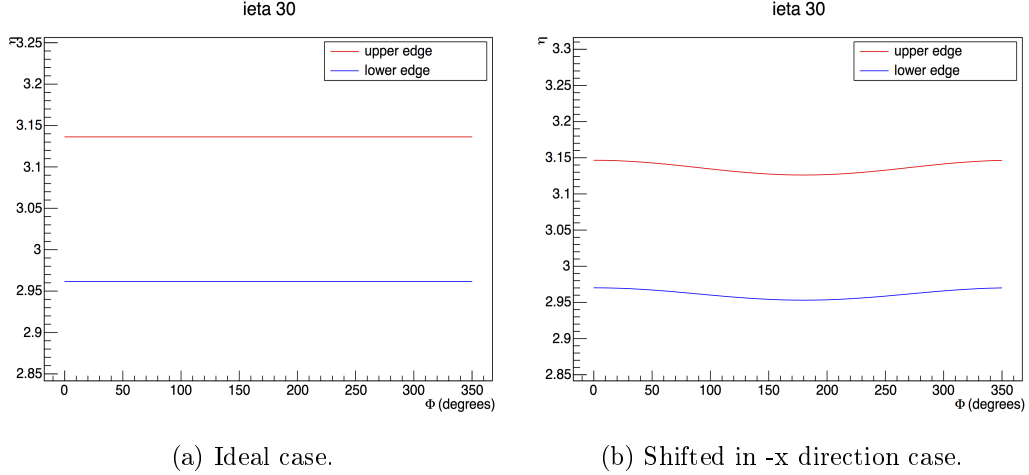 ieta 30
η
3.25
3.2
3.15
3.1
3.05
3
2.95
2.9
2.85
upper edge
lower edge
0 50 100 150 200 250 300 350
Φ (degrees)
(a) Ideal case.
ieta 30
η
3.3
3.25
3.2
3.15
3.1
3.05
3
2.95
2.9
2.85
upper edge
lower edge
0 50 100 150 200 250 300 350
Φ (degrees)
(b) Shifted in -x direction case.